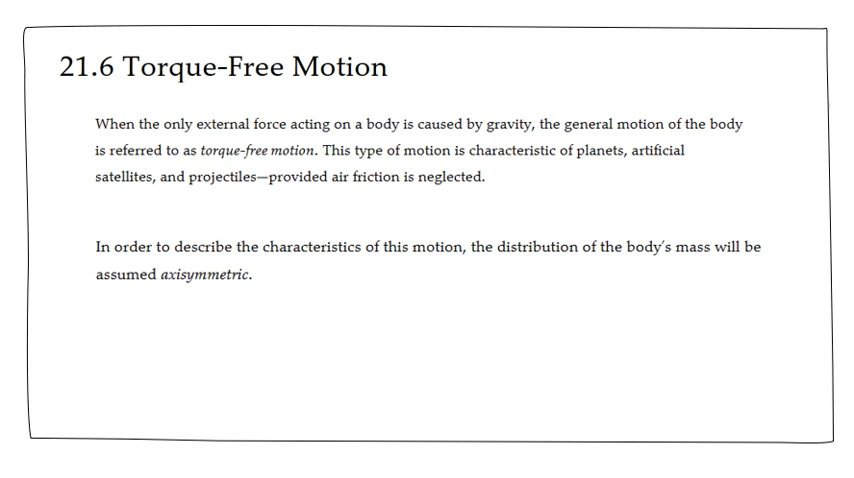 21.6 Torque-Free Motion
When the only external force acting on a body is caused by gravity, the general motion of the body
is referred to as torque-free motion. This type of motion is characteristic of planets, artificial
satellites, and projectiles—provided air friction is neglected.
In order to describe the characteristics of this motion, the distribution of the body's mass will be
assumed axisymmetric.